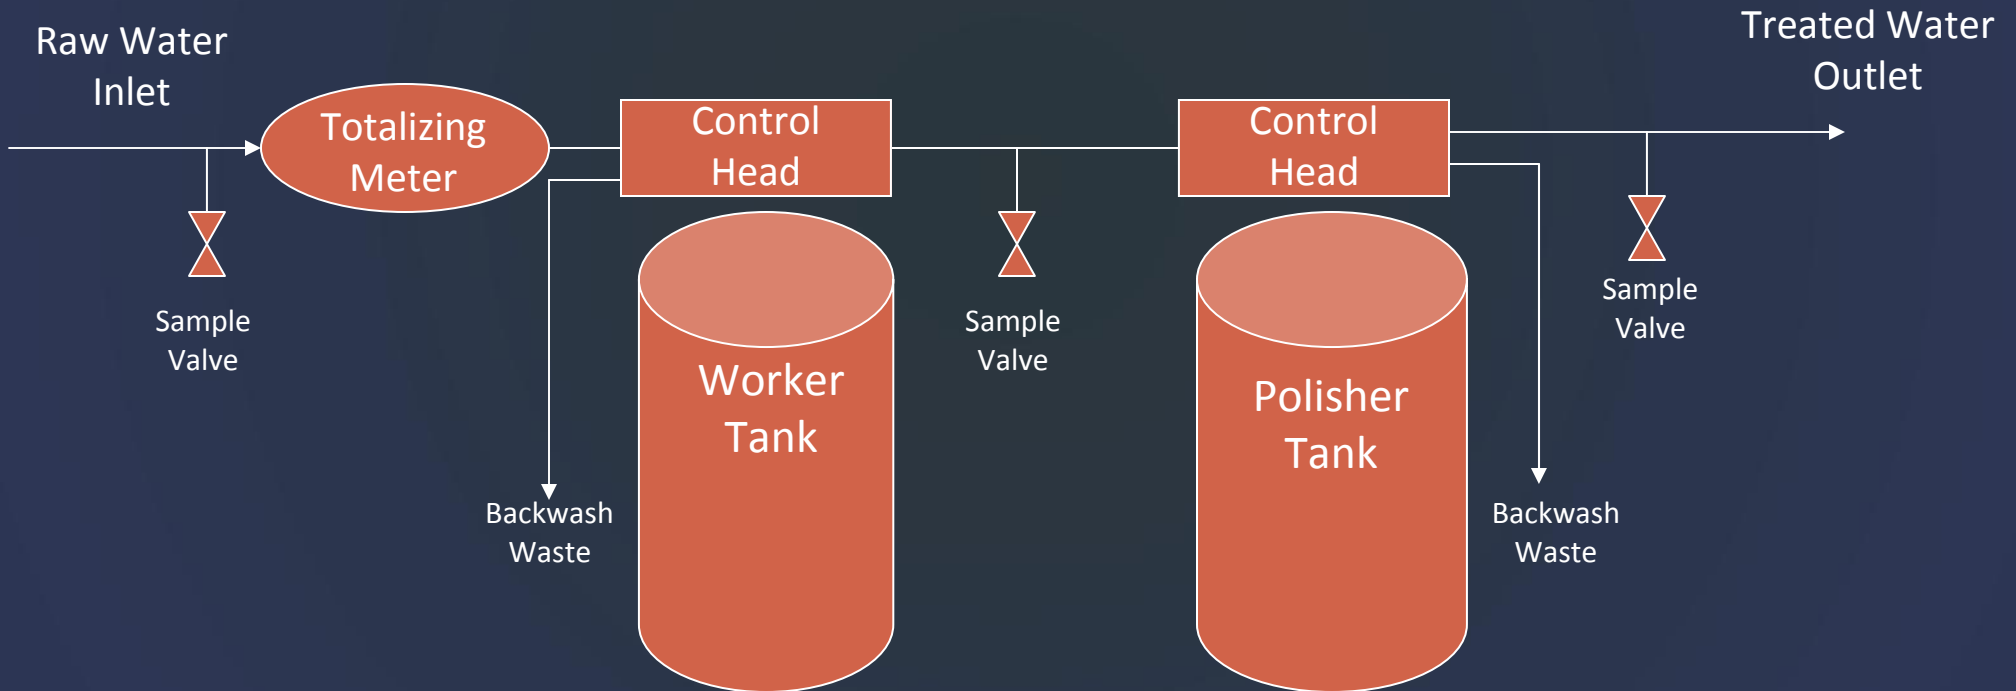 Raw Water
Inlet
Treated Water
Outlet
Totalizing
Meter
Control
Head
Control
Head
Sample
Valve
Sample
Valve
Sample
Valve
Worker
Tank
Polisher
Tank
Backwash
Waste
Backwash
Waste